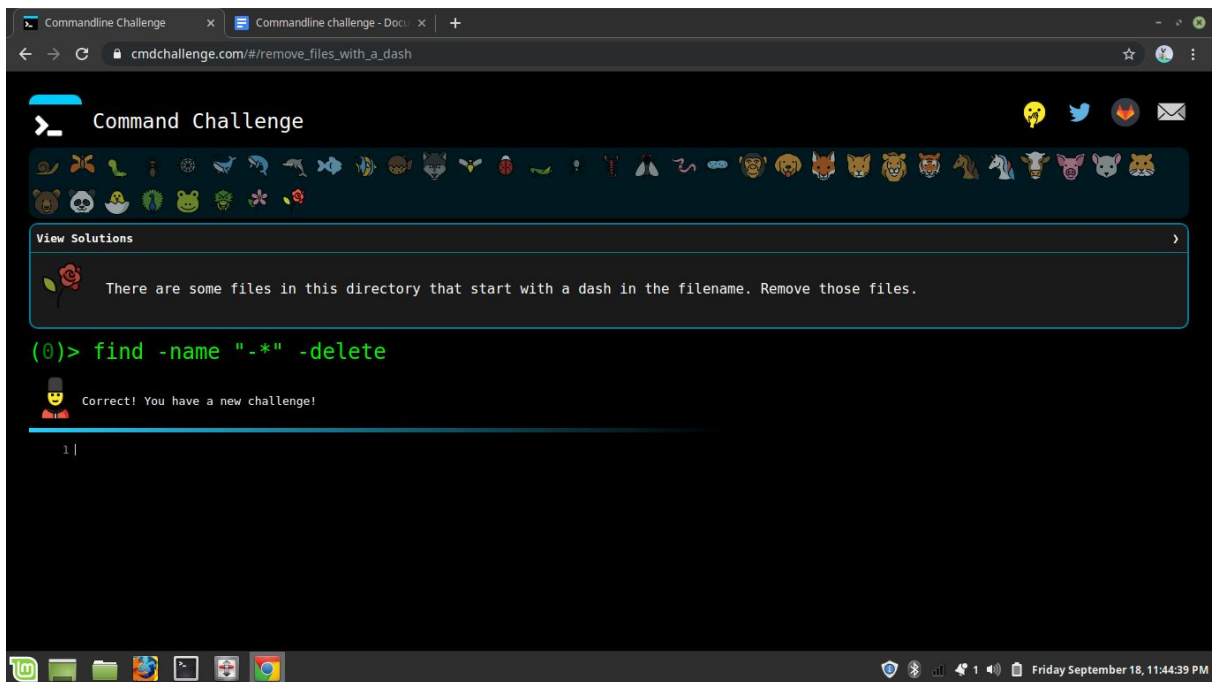 Commandline Challenge
Commandline challenge - Docu
cmdchallenge.com/#/remove_files_with_a_dash
Command Challenge
View Solutions
There are some files in this directory that start with a dash in the filename. Remove those files.
(0)> find -name "-*" -delete
Correct! You have a new challenge!
1
1 Friday September 18, 11:44:39 PM